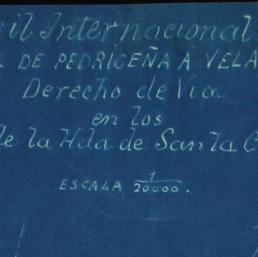 ril Internacional
DE PEDRICEÑA A VELA
Derecho de Via
en los
de la Hda de Santa C
ESCALA 1/20000.